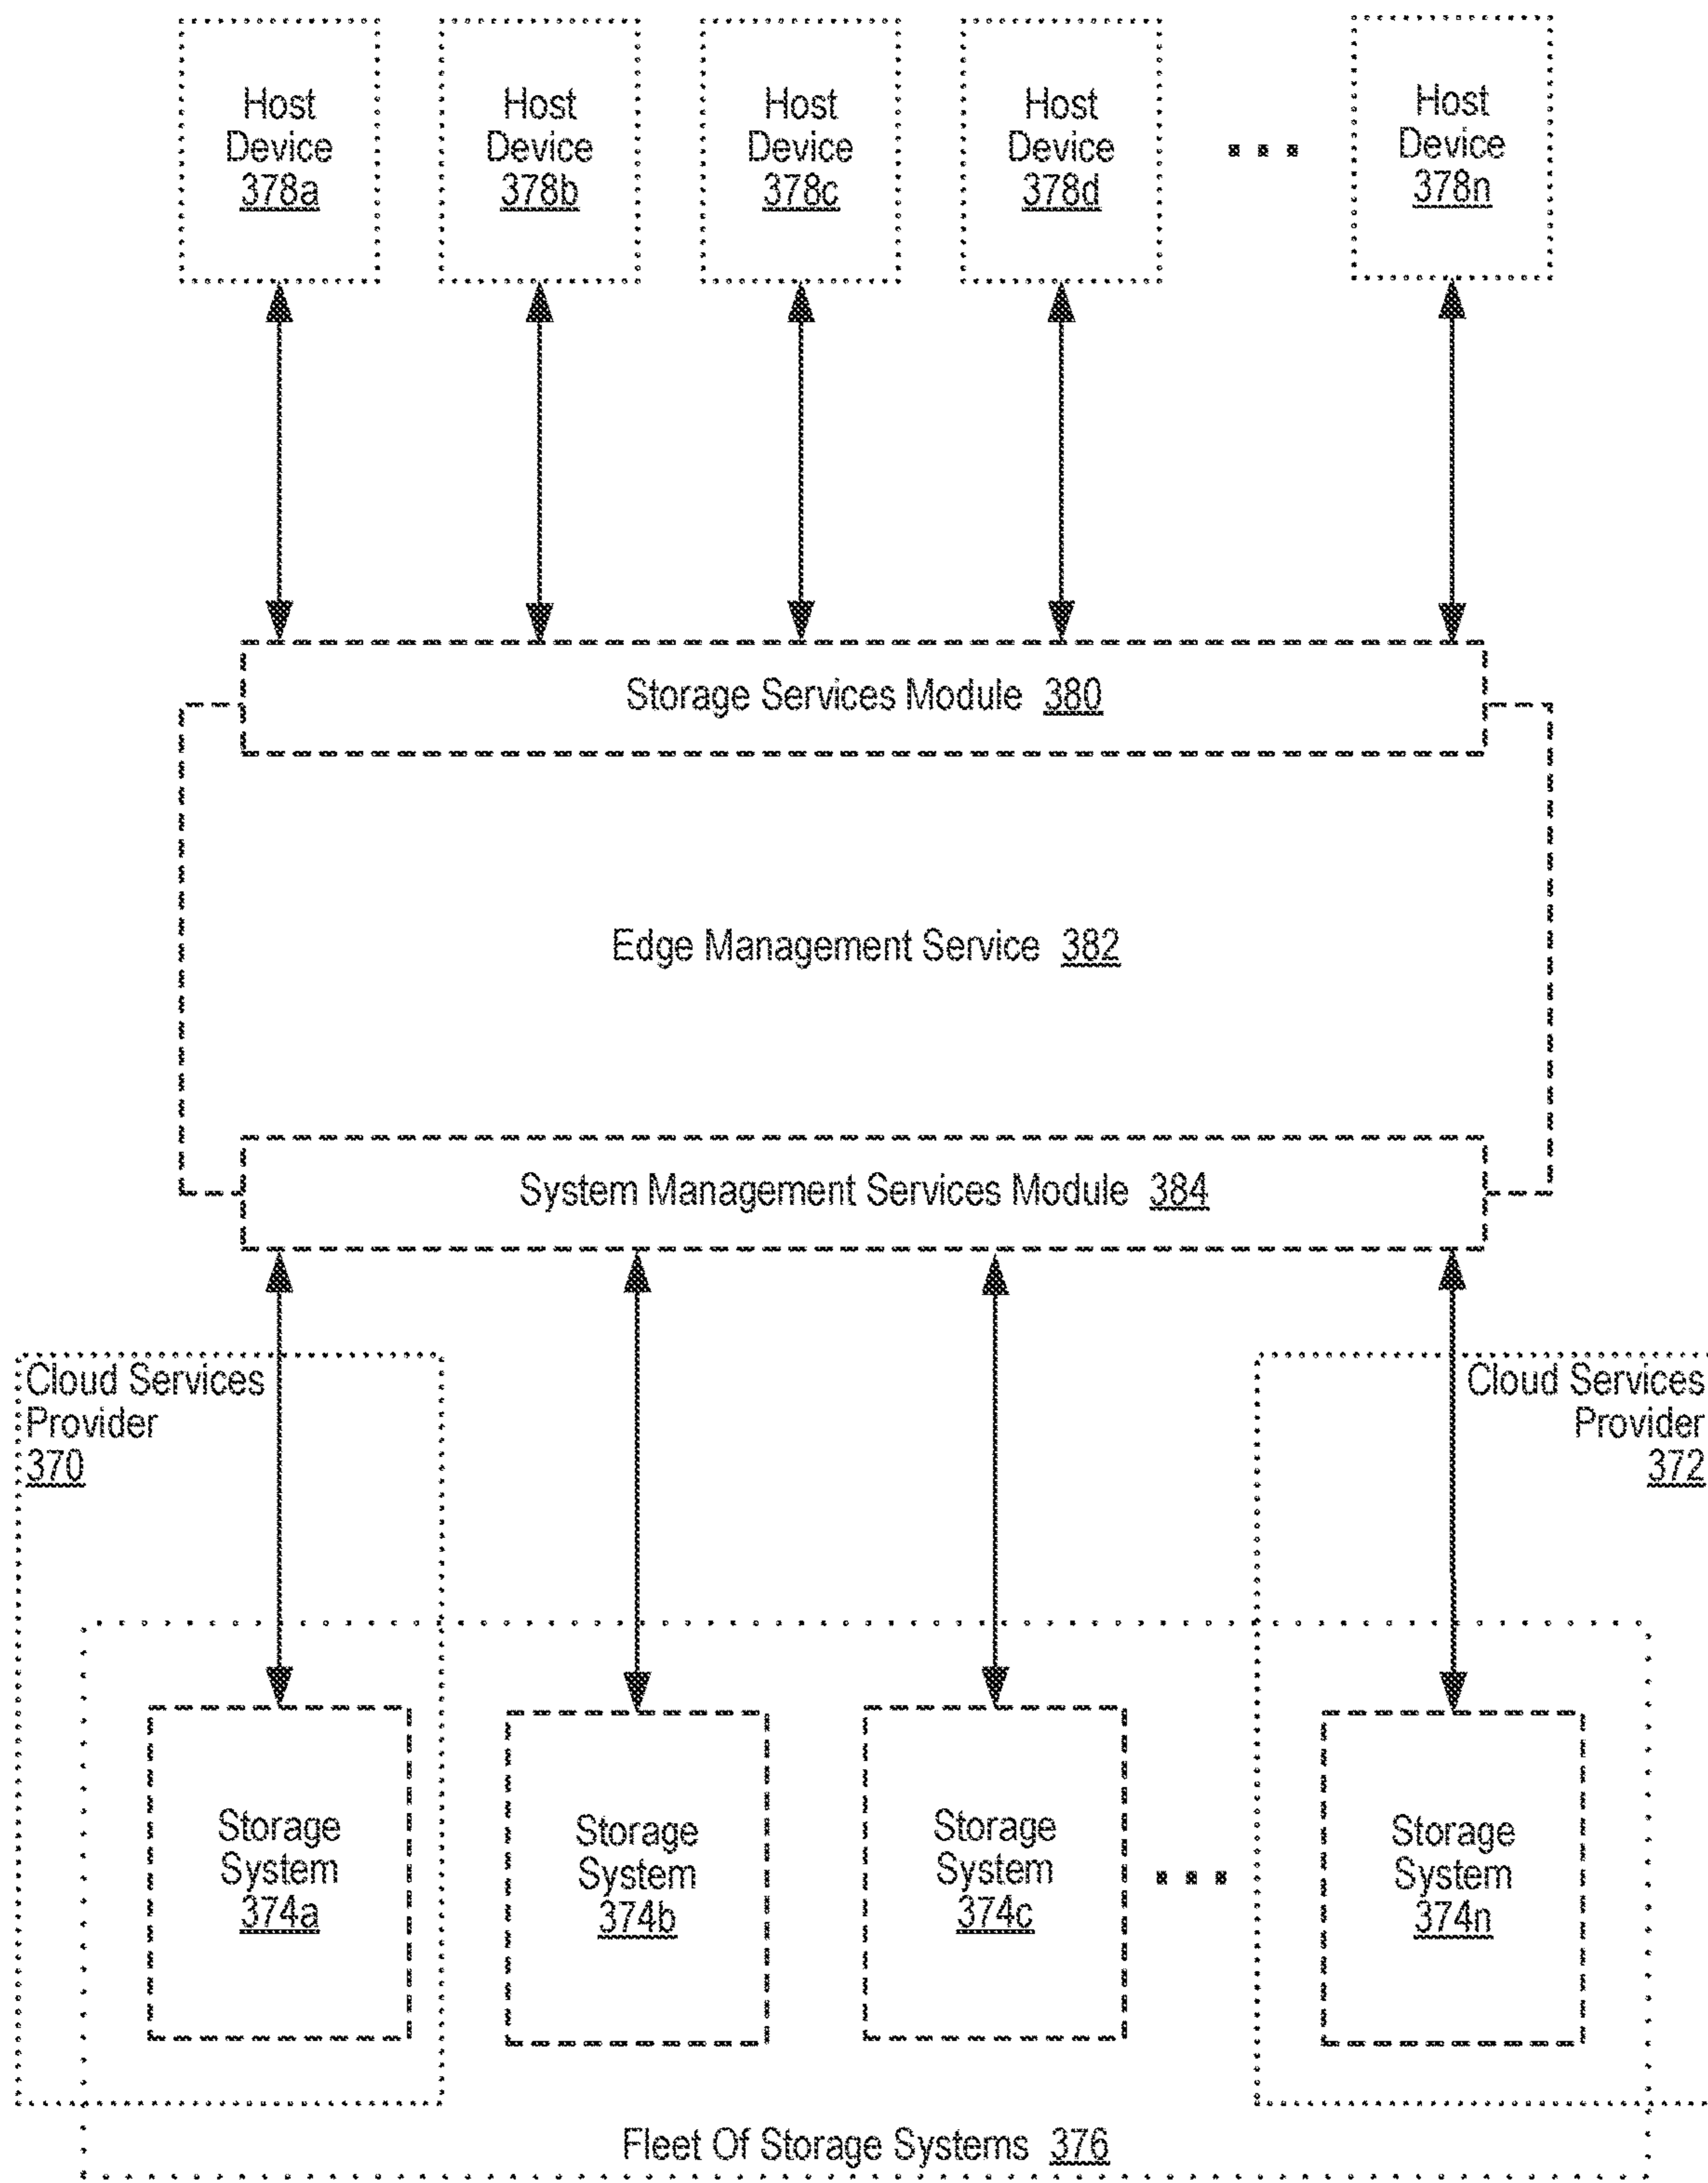 Host
Device
378a
Host
Device
378b
Host
Device
378c
Host
Device
378d
...
Host
Device
378n
Storage Services Module 380
Edge Management Service 382
System Management Services Module 384
Cloud Services
Provider
370
Cloud Services
Provider
372
Storage
System
374a
Storage
System
374b
Storage
System
374c
...
Storage
System
374n
Fleet Of Storage Systems 376